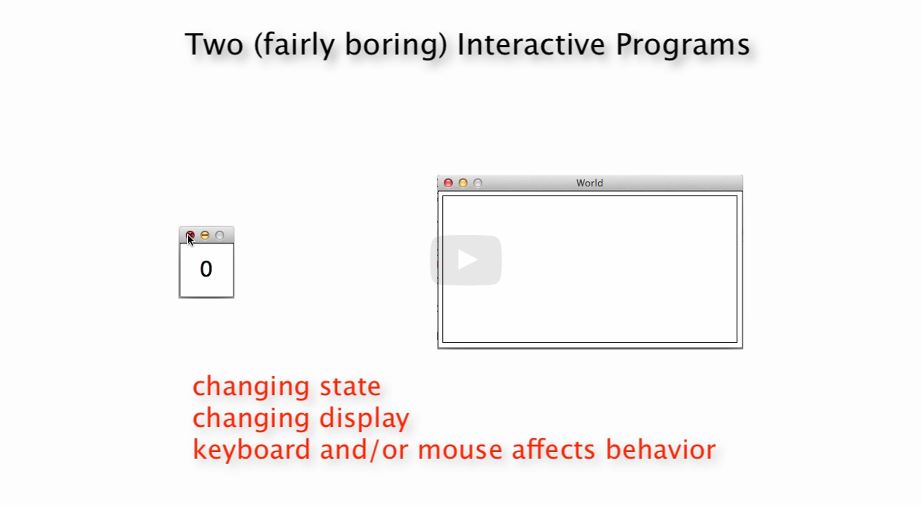 Two (fairly boring) Interactive Programs
World
0
changing state
changing display
keyboard and/or mouse affects behavior